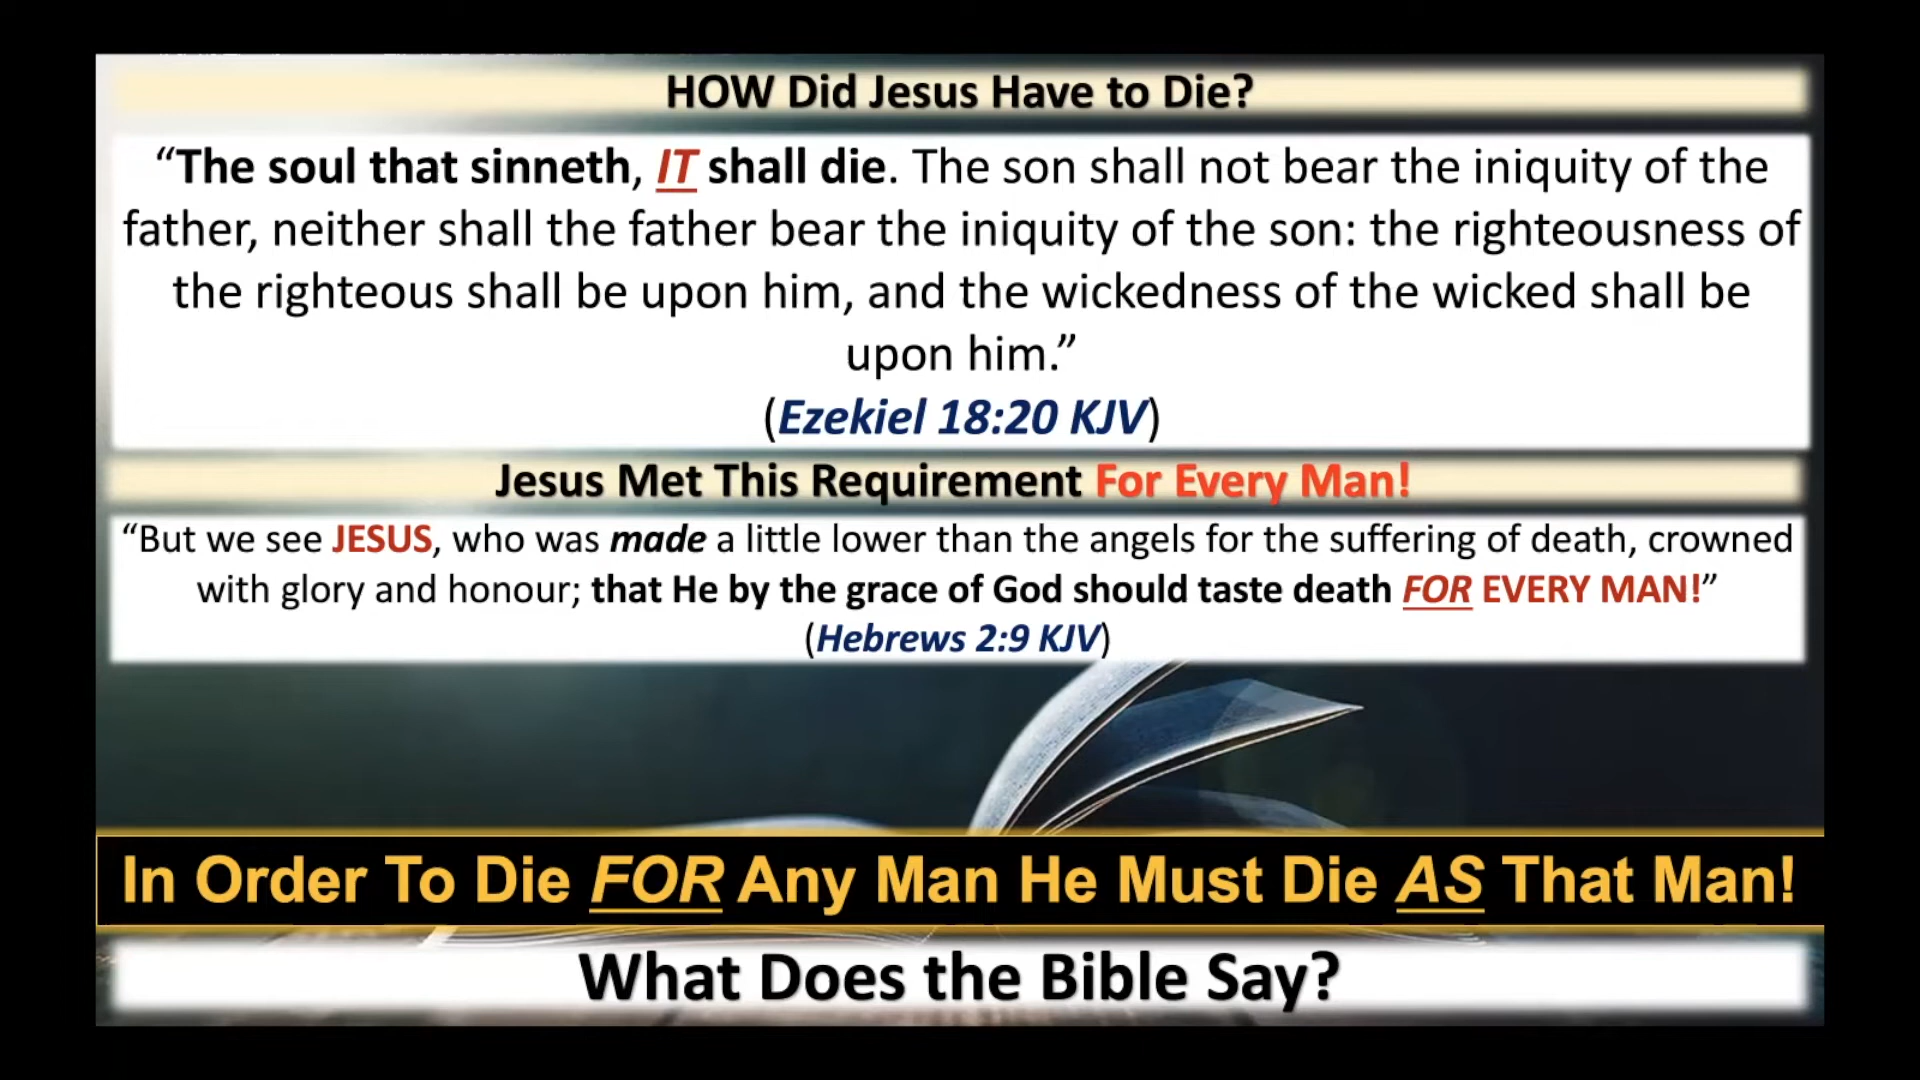 HOW Did Jesus Have to Die?
“The soul that sinneth, IT shall die. The son shall not bear the iniquity of the
father, neither shall the father bear the iniquity of the son: the righteousness of
the righteous shall be upon him, and the wickedness of the wicked shall be
upon him.”
(Ezekiel 18:20 KJV)
Jesus Met This Requirement For Every Man!
“But we see JESUS, who was made a little lower than the angels for the suffering of death, crowned
with glory and honour; that He by the grace of God should taste death FOR EVERY MAN!”
(Hebrews 2:9 KJV)
In Order To Die FOR Any Man He Must Die AS That Man!
What Does the Bible Say?